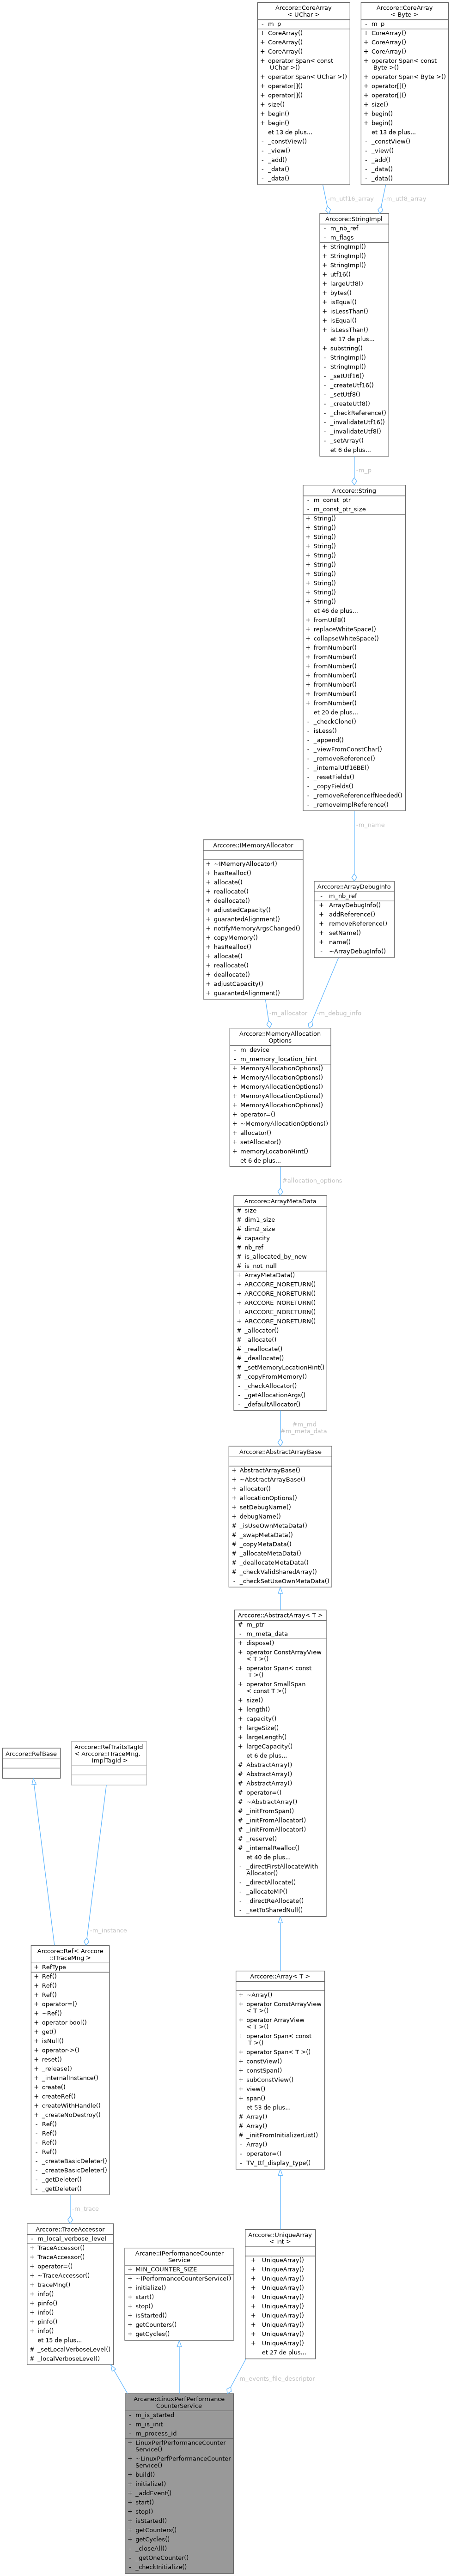 Arccore::CoreArray
< UChar >
- m_p
+ CoreArray()
+ CoreArray()
+ CoreArray()
+ operator Span< const
UChar >()
+ operator Span< UChar >()
+ operator[]()
+ operator[]()
+ size()
+ begin()
+ begin()
et 13 de plus...
- _constView()
- _view()
- _add()
- _data()
- _data()
Arccore::CoreArray
< Byte >
- m_p
+ CoreArray()
+ CoreArray()
+ CoreArray()
+ operator Span< const
Byte >()
+ operator Span< Byte >()
+ operator[]()
+ operator[]()
+ size()
+ begin()
+ begin()
et 13 de plus...
- _constView()
- _view()
- _add()
- _data()
- _data()
-m_utf16_array
-m_utf8_array
Arccore::StringImpl
- m_nb_ref
- m_flags
+ StringImpl()
+ StringImpl()
+ StringImpl()
+ utf16()
+ largeUtf8()
+ bytes()
+ isEqual()
+ isLessThan()
+ isEqual()
+ isLessThan()
et 17 de plus...
+ substring()
- StringImpl()
- StringImpl()
- _setUtf16()
- _createUtf16()
- _setUtf8()
- _createUtf8()
- _checkReference()
- _invalidateUtf16()
- _invalidateUtf8()
- _setArray()
et 6 de plus...
-m_p
Arccore::String
- m_const_ptr
- m_const_ptr_size
+ String()
+ String()
+ String()
+ String()
+ String()
+ String()
+ String()
+ String()
+ String()
+ String()
et 46 de plus...
+ fromUtf8()
+ replaceWhiteSpace()
+ collapseWhiteSpace()
+ fromNumber()
+ fromNumber()
+ fromNumber()
+ fromNumber()
+ fromNumber()
+ fromNumber()
+ fromNumber()
et 20 de plus...
- _checkClone()
- isLess()
- _append()
- _viewFromConstChar()
- _removeReference()
- _internalUtf16BE()
- _resetFields()
- _copyFields()
- _removeReferenceIfNeeded()
- _removeImplReference()
-m_name
Arccore::IMemoryAllocator
+ ~IMemoryAllocator()
+ hasRealloc()
+ allocate()
+ reallocate()
+ deallocate()
+ adjustedCapacity()
+ guarantedAlignment()
+ notifyMemoryArgsChanged()
+ copyMemory()
+ hasRealloc()
+ allocate()
+ reallocate()
+ deallocate()
+ adjustCapacity()
+ guarantedAlignment()
Arccore::ArrayDebugInfo
- m_nb_ref
+ ArrayDebugInfo()
+ addReference()
+ removeReference()
+ setName()
+ name()
- ~ArrayDebugInfo()
-m_allocator
-m_debug_info
Arccore::MemoryAllocation
Options
- m_device
- m_memory_location_hint
+ MemoryAllocationOptions()
+ MemoryAllocationOptions()
+ MemoryAllocationOptions()
+ MemoryAllocationOptions()
+ MemoryAllocationOptions()
+ operator=()
+ ~MemoryAllocationOptions()
+ allocator()
+ setAllocator()
+ memoryLocationHint()
et 6 de plus...
#allocation_options
Arccore::ArrayMetaData
# size
# dim1_size
# dim2_size
# capacity
# nb_ref
# is_allocated_by_new
# is_not_null
+ ArrayMetaData()
+ ARCCORE_NORETURN()
+ ARCCORE_NORETURN()
+ ARCCORE_NORETURN()
+ ARCCORE_NORETURN()
+ ARCCORE_NORETURN()
# _allocator()
# _allocate()
# _reallocate()
# _deallocate()
# _setMemoryLocationHint()
# _copyFromMemory()
- _checkAllocator()
- _getAllocationArgs()
- _defaultAllocator()
#m_md
#m_meta_data
Arccore::AbstractArrayBase
+ AbstractArrayBase()
+ ~AbstractArrayBase()
+ allocator()
+ allocationOptions()
+ setDebugName()
+ debugName()
# _isUseOwnMetaData()
# _swapMetaData()
# _copyMetaData()
# _allocateMetaData()
# _deallocateMetaData()
# _checkValidSharedArray()
- _checkSetUseOwnMetaData()
Arccore::AbstractArray< T >
# m_ptr
- m_meta_data
+ dispose()
+ operator ConstArrayView
< T >()
+ operator Span< const
T >()
+ operator SmallSpan
< const T >()
+ size()
+ length()
+ capacity()
+ largeSize()
+ largeLength()
+ largeCapacity()
et 6 de plus...
# AbstractArray()
# AbstractArray()
# AbstractArray()
# operator=()
# ~AbstractArray()
# _initFromSpan()
# _initFromAllocator()
# _initFromAllocator()
# _reserve()
# _internalRealloc()
et 40 de plus...
- _directFirstAllocateWith
Allocator()
- _directAllocate()
- _allocateMP()
- _directReAllocate()
- _setToSharedNull()
Arccore::RefBase
Arccore::RefTraitsTagId
< Arccore::ITraceMng,
ImplTagId >
-m_instance
Arccore::Ref< Arccore
::ITraceMng >
+ RefType
+ Ref()
+ Ref()
+ Ref()
+ operator=()
+ ~Ref()
+ operator bool()
+ get()
+ isNull()
+ operator->()
+ reset()
+ _release()
+ _internalInstance()
+ create()
+ createRef()
+ createWithHandle()
+ _createNoDestroy()
- Ref()
- Ref()
- Ref()
- Ref()
- _createBasicDeleter()
- _createBasicDeleter()
- _getDeleter()
- _getDeleter()
Arccore::Array< T >
+ ~Array()
+ operator ConstArrayView
< T >()
+ operator ArrayView
< T >()
+ operator Span< const
T >()
+ operator Span< T >()
+ constView()
+ constSpan()
+ subConstView()
+ view()
+ span()
et 53 de plus...
# Array()
# Array()
# _initFromInitializerList()
- Array()
- operator=()
- TV_ttf_display_type()
-m_trace
Arccore::TraceAccessor
- m_local_verbose_level
+ TraceAccessor()
+ TraceAccessor()
+ operator=()
+ ~TraceAccessor()
+ traceMng()
+ info()
+ pinfo()
+ info()
+ pinfo()
+ info()
et 15 de plus...
# _setLocalVerboseLevel()
# _localVerboseLevel()
Arcane::IPerformanceCounter
Service
+ MIN_COUNTER_SIZE
+ ~IPerformanceCounterService()
+ initialize()
+ start()
+ stop()
+ isStarted()
+ getCounters()
+ getCycles()
Arccore::UniqueArray
< int >
+ UniqueArray()
+ UniqueArray()
+ UniqueArray()
+ UniqueArray()
+ UniqueArray()
+ UniqueArray()
+ UniqueArray()
+ UniqueArray()
+ UniqueArray()
+ UniqueArray()
et 27 de plus...
-m_events_file_descriptor
Arcane::LinuxPerfPerformance
CounterService
- m_is_started
- m_is_init
- m_process_id
+ LinuxPerfPerformanceCounter
Service()
+ ~LinuxPerfPerformanceCounter
Service()
+ build()
+ initialize()
+ _addEvent()
+ start()
+ stop()
+ isStarted()
+ getCounters()
+ getCycles()
- _closeAll()
- _getOneCounter()
- _checkInitialize()